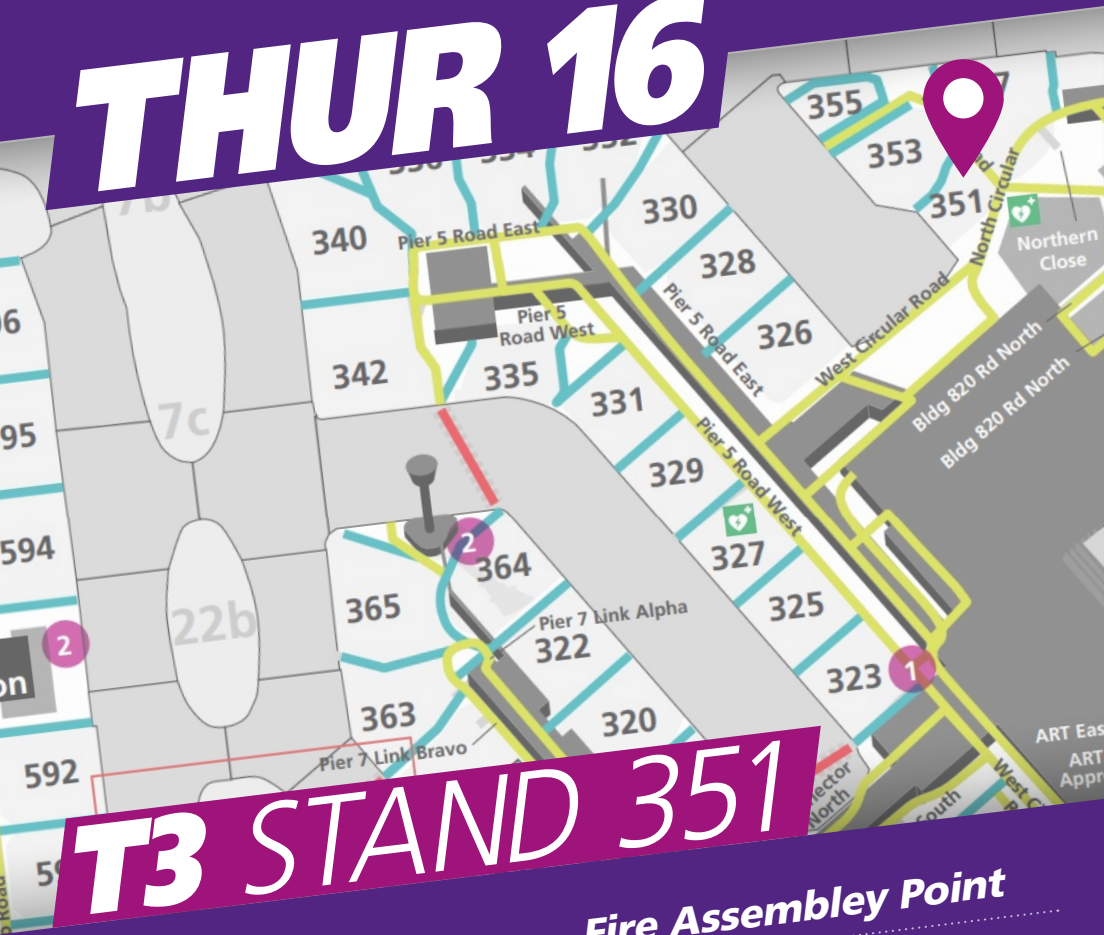 THUR 16
355
353
351
330
340
Pier 5 Road East
North Circular
Northern
Close
328
326
Pier 5 Road East
West Circular Road
Pier 5
Road West
342
335
331
Bldg 820 Rd North
Bldg 820 Rd North
7b
7c
95
329
Pier 5 Road West
327
2
364
594
22b
365
Pier 7 Link Alpha
322
325
323
1
2
on
363
320
Pier 7 Link Bravo
592
ART
South
North
T3 STAND 351
Fire Assembley Point